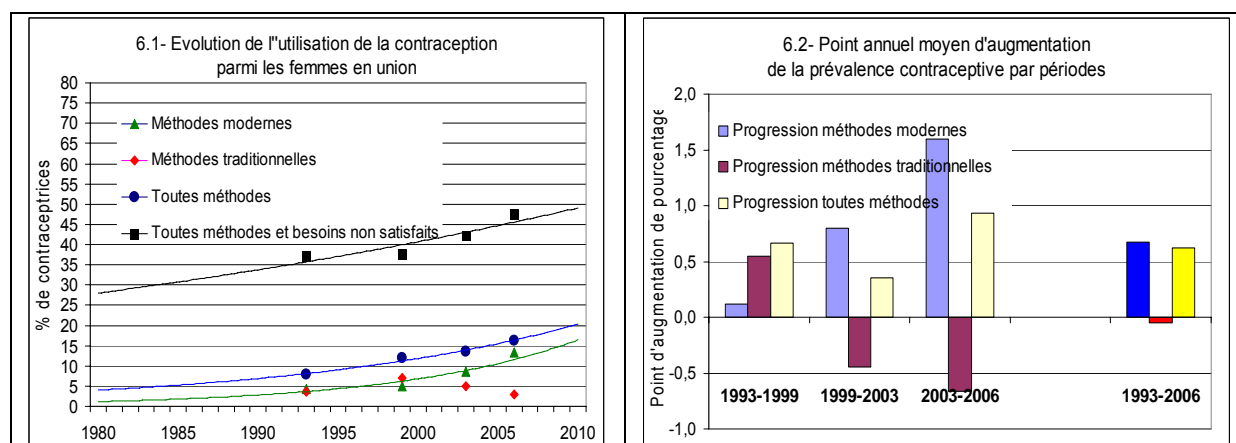 6.1- Evolution de l''utilisation de la contraception
parmi les femmes en union
% de contraceptrices
80
75
70
65
60
55
50
45
40
35
30
25
20
15
10
5
0
Méthodes modernes
Méthodes traditionnelles
Toutes méthodes
Toutes méthodes et besoins non satisfaits
1980 1985 1990 1995 2000 2005 2010
6.2- Point annuel moyen d'augmentation
de la prévalence contraceptive par périodes
Point d'augmentation de pourcentage
2,0
1,5
1,0
0,5
0,0
-0,5
-1,0
Progression méthodes modernes
Progression méthodes traditionnelles
Progression toutes méthodes
1993-1999 1999-2003 2003-2006 1993-2006